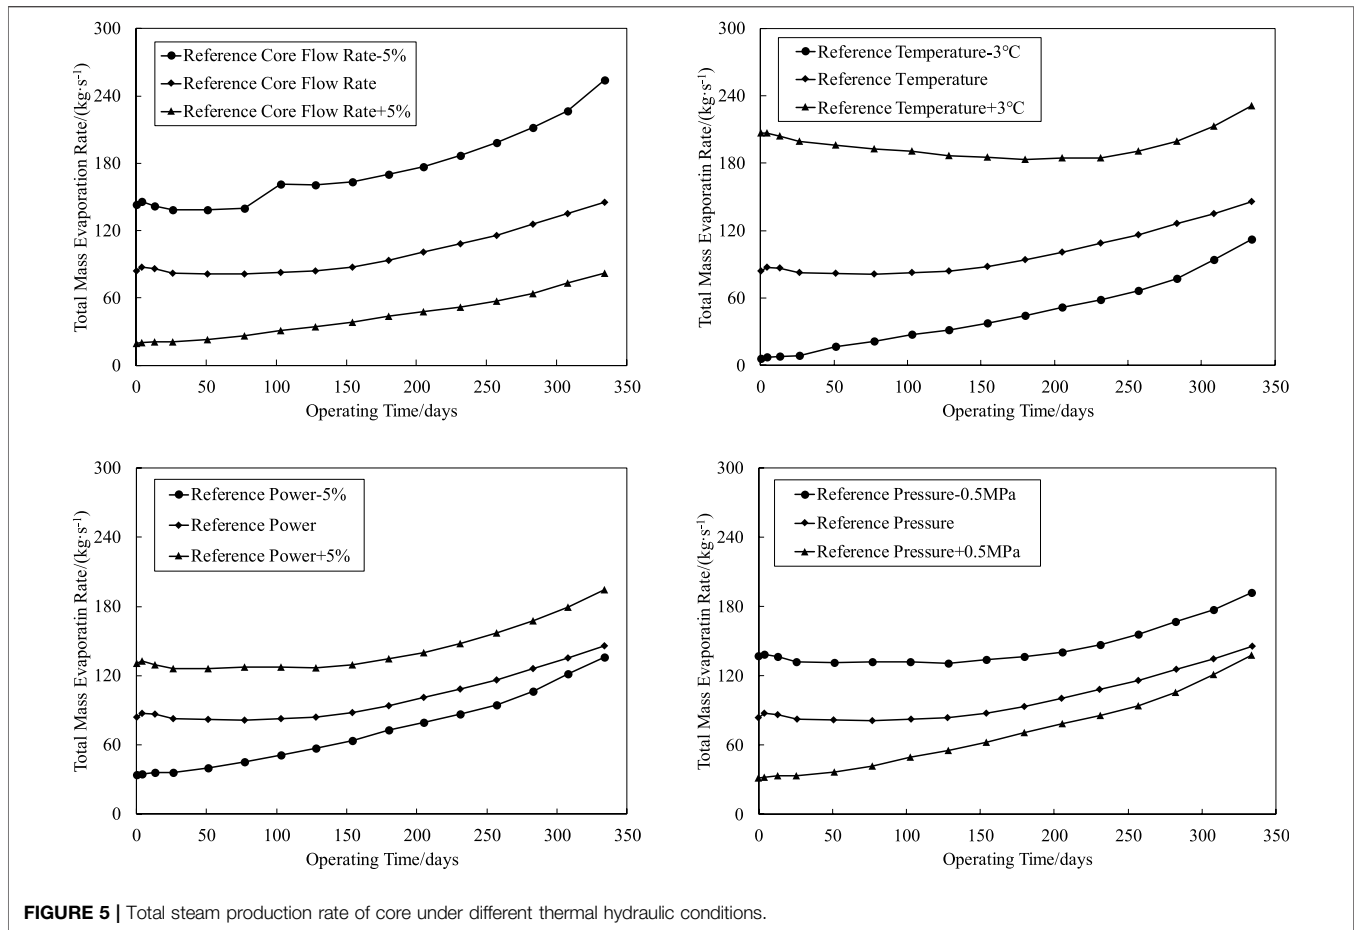 300
240
180
120
60
0
Total Mass Evaporation Rate/(kg·s⁻¹)
Reference Core Flow Rate-5%
Reference Core Flow Rate
Reference Core Flow Rate+5%
0 50 100 150 200 250 300 350
Operating Time/days
300
240
180
120
60
0
Total Mass Evaporatin Rate/(kg·s⁻¹)
Reference Temperature-3°C
Reference Temperature
Reference Temperature+3°C
0 50 100 150 200 250 300 350
Operating Time/days
300
240
180
120
60
0
Total Mass Evaporatin Rate/(kg·s⁻¹)
Reference Power-5%
Reference Power
Reference Power+5%
0 50 100 150 200 250 300 350
Operating Time/days
300
240
180
120
60
0
Total Mass Evaporatin Rate/(kg·s⁻¹)
Reference Pressure-0.5MPa
Reference Pressure
Reference Pressure+0.5MPa
0 50 100 150 200 250 300 350
Operating Time/days
FIGURE 5 | Total steam production rate of core under different thermal hydraulic conditions.